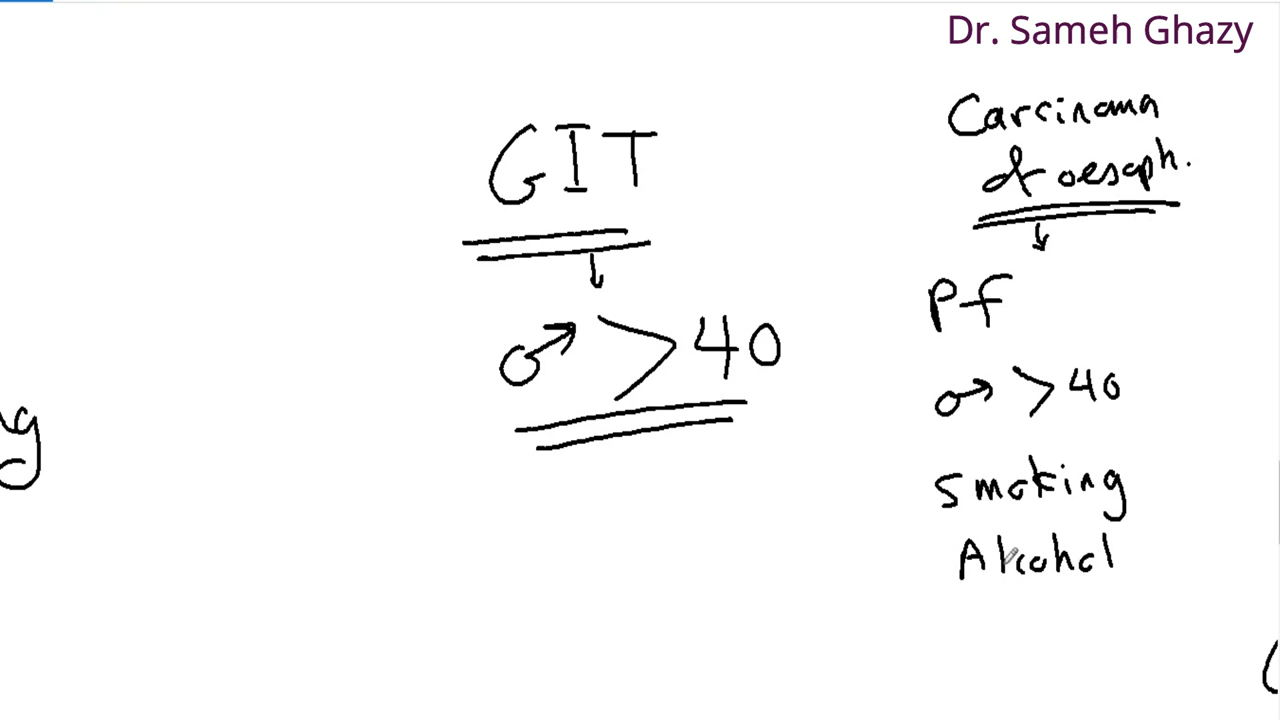 Dr. Sameh Ghazy
GIT
↓
♂ > 40
Carcinoma
of oesoph.
↓
PF
♂ > 40
Smoking
Alcohol